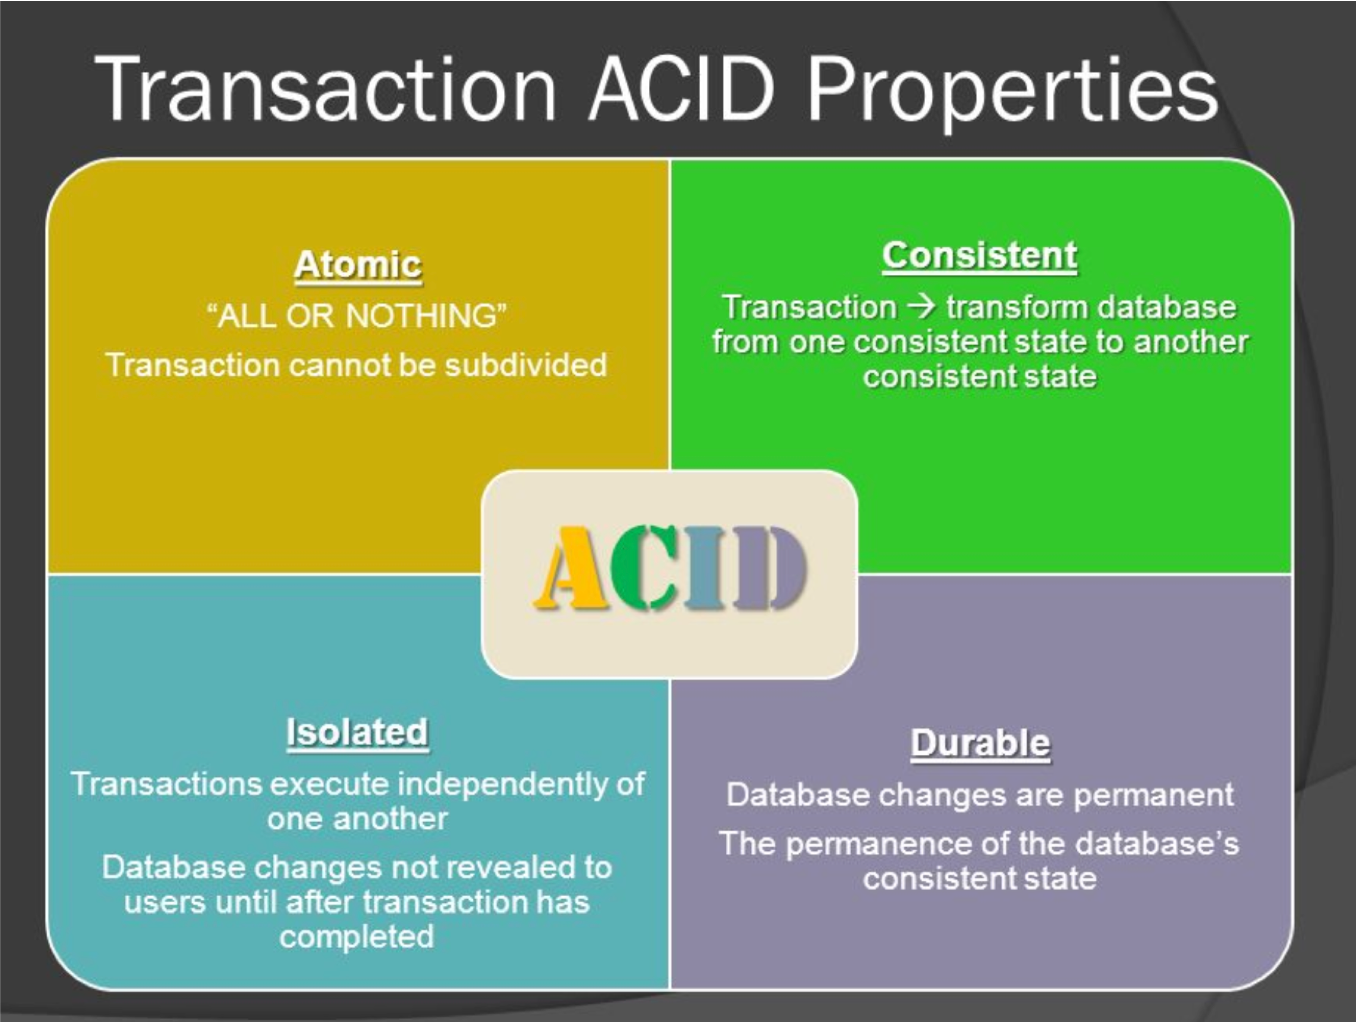 Transaction ACID Properties
Atomic
“ALL OR NOTHING”
Transaction cannot be subdivided
Consistent
Transaction → transform database
from one consistent state to another
consistent state
ACID
Isolated
Transactions execute independently of
one another
Database changes not revealed to
users until after transaction has
completed
Durable
Database changes are permanent
The permanence of the database’s
consistent state